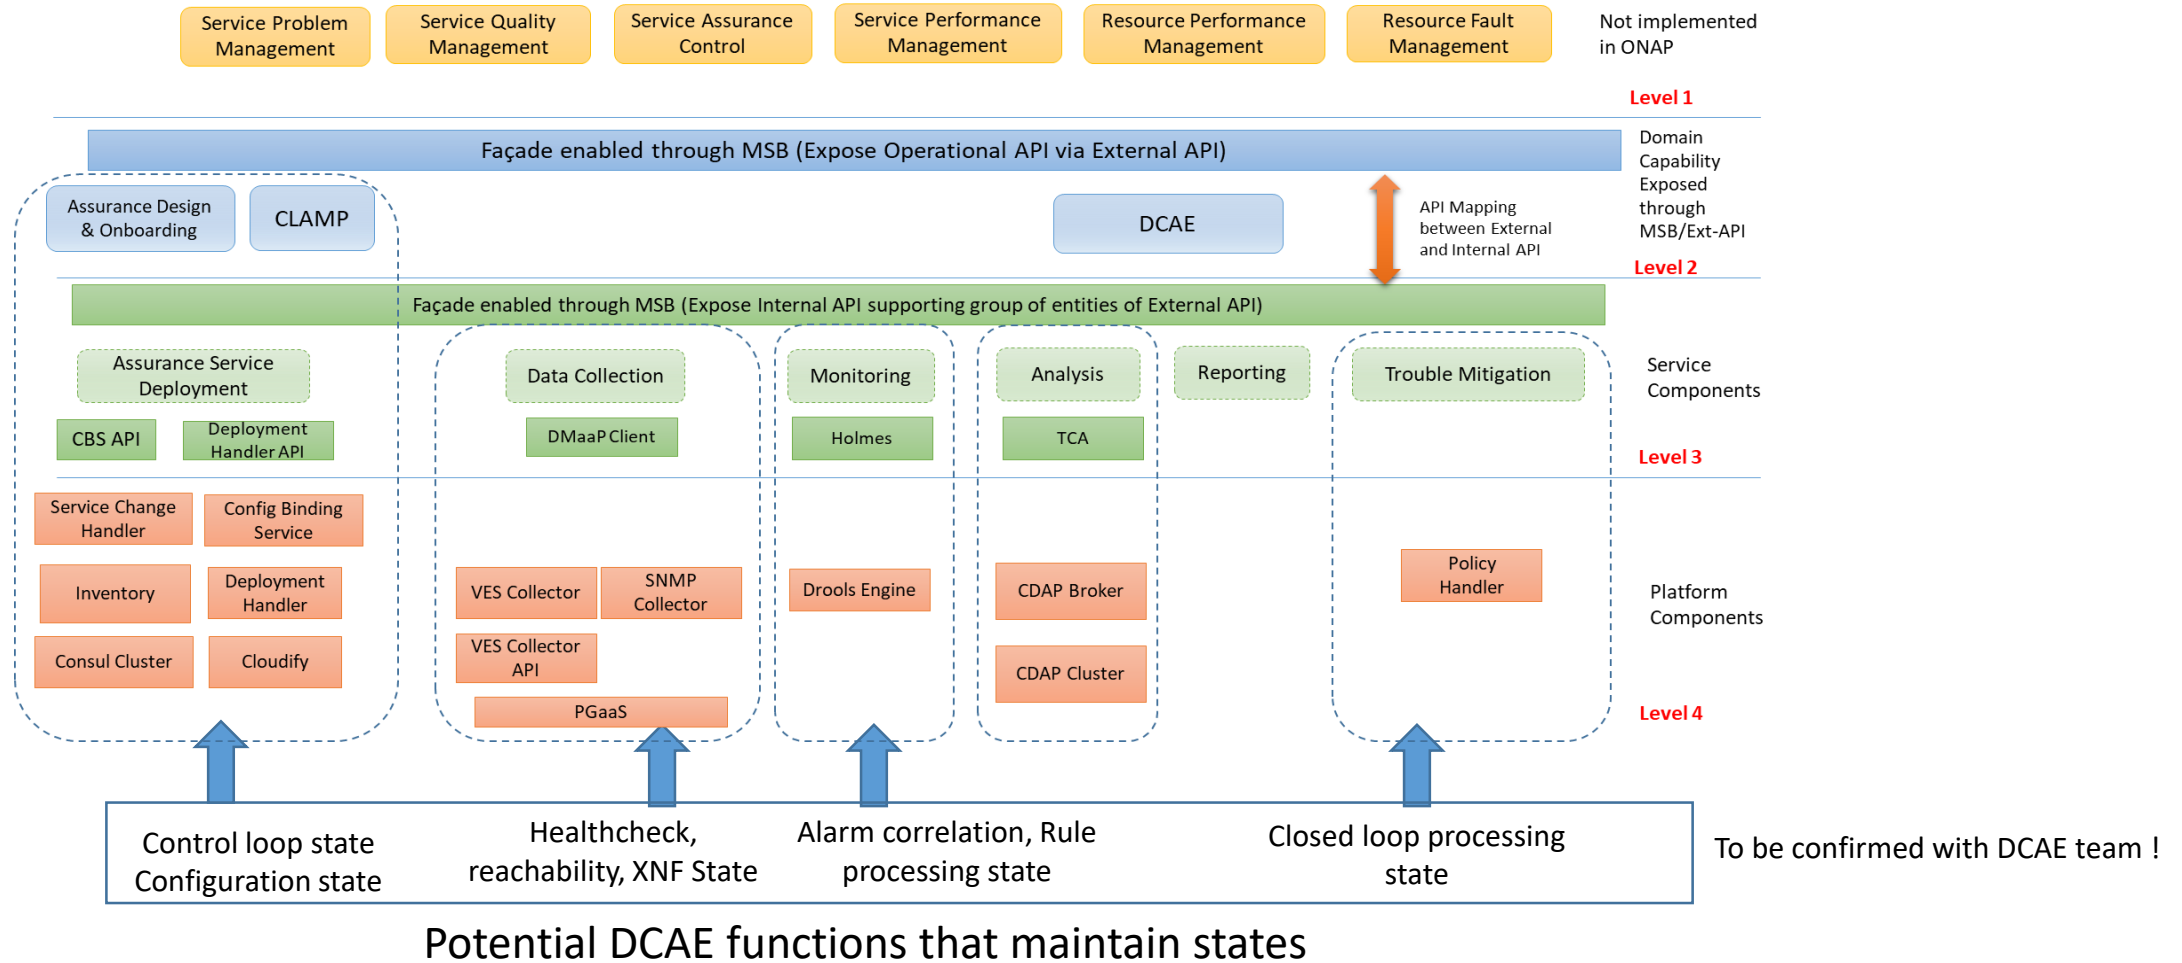 Service Problem
Management
Service Quality
Management
Service Assurance
Control
Service Performance
Management
Resource Performance
Management
Resource Fault
Management
Not implemented
in ONAP
Level 1
Façade enabled through MSB (Expose Operational API via External API)
Domain
Capability
Exposed
through
MSB/Ext-API
Assurance Design
& Onboarding
CLAMP
DCAE
API Mapping
between External
and Internal API
Level 2
Façade enabled through MSB (Expose Internal API supporting group of entities of External API)
Assurance Service
Deployment
Data Collection
Monitoring
Analysis
Reporting
Trouble Mitigation
Service
Components
CBS API
Deployment
Handler API
DMaaP Client
Holmes
TCA
Level 3
Service Change
Handler
Config Binding
Service
Inventory
Deployment
Handler
Consul Cluster
Cloudify
VES Collector
SNMP
Collector
VES Collector
API
PGaaS
Drools Engine
CDAP Broker
CDAP Cluster
Policy
Handler
Platform
Components
Level 4
Control loop state
Configuration state
Healthcheck,
reachability, XNF State
Alarm correlation, Rule
processing state
Closed loop processing
state
To be confirmed with DCAE team !
Potential DCAE functions that maintain states